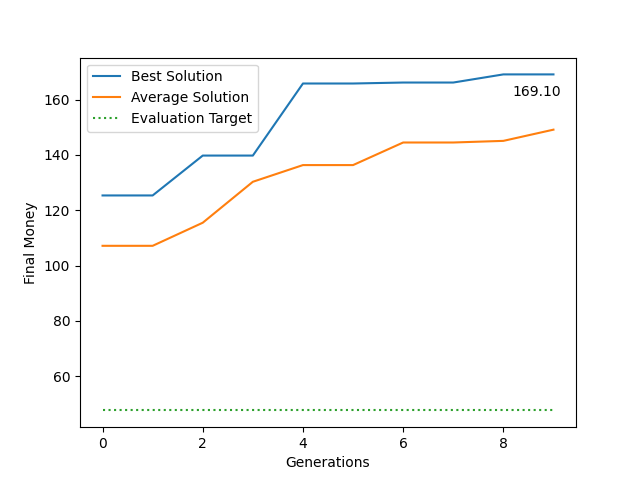 Best Solution
Average Solution
Evaluation Target
169.10
Final Money
160
140
120
100
80
60
0 2 4 6 8
Generations